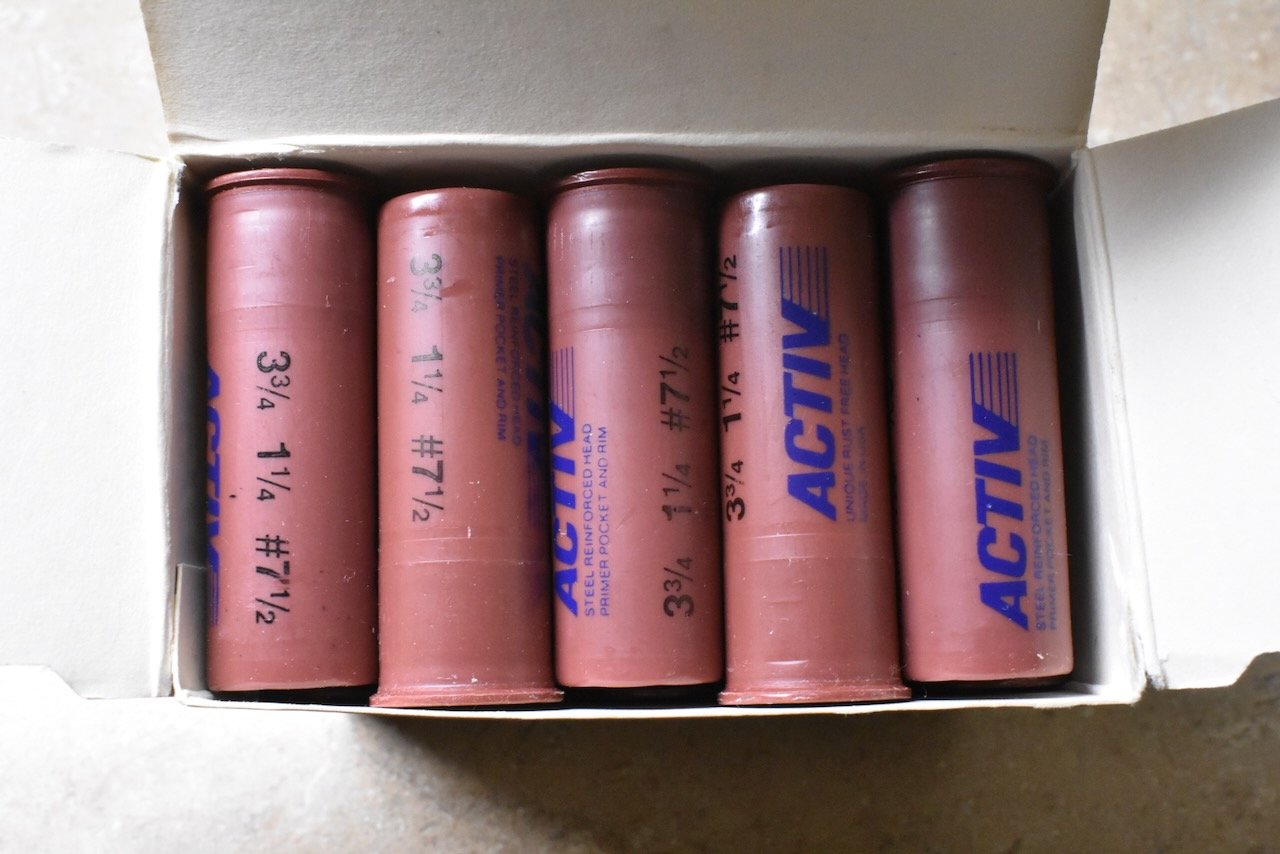 3¾ 1¼ #7½
3¾ 1¼ #7½
STEEL REINFORCED HEAD
PRIMER POCKET AND RIM
ACTIV
STEEL REINFORCED HEAD
PRIMER POCKET AND RIM
3¾ 1¼ #7½
3¾ 1¼ #7½
ACTIV
UNIQUE RUST FREE HEAD
MADE IN USA
ACTIV
STEEL REINFORCED HEAD
PRIMER POCKET AND RIM